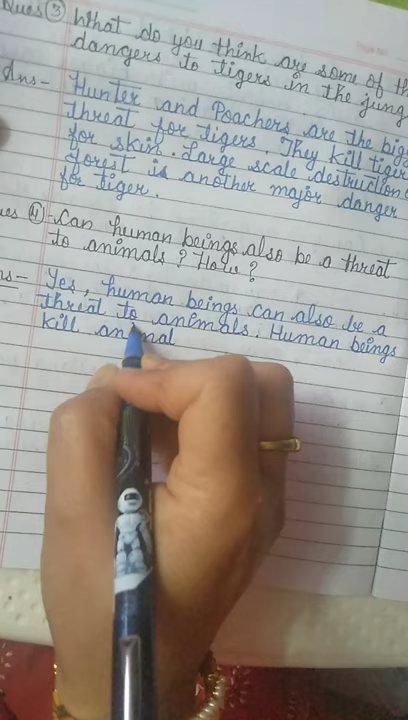 Ques ③ What do you think are some of th
dangers to tigers in the jung
Ans- Hunter and Poachers are the big
threat for tigers. They kill tiger
for skin. Large scale destruction
forest is another major danger
for tiger.
ues ④ Can human beings also be a threat
to animals? How?
ns- Yes, human beings can also be a
threat to animals. Human beings
kill animal